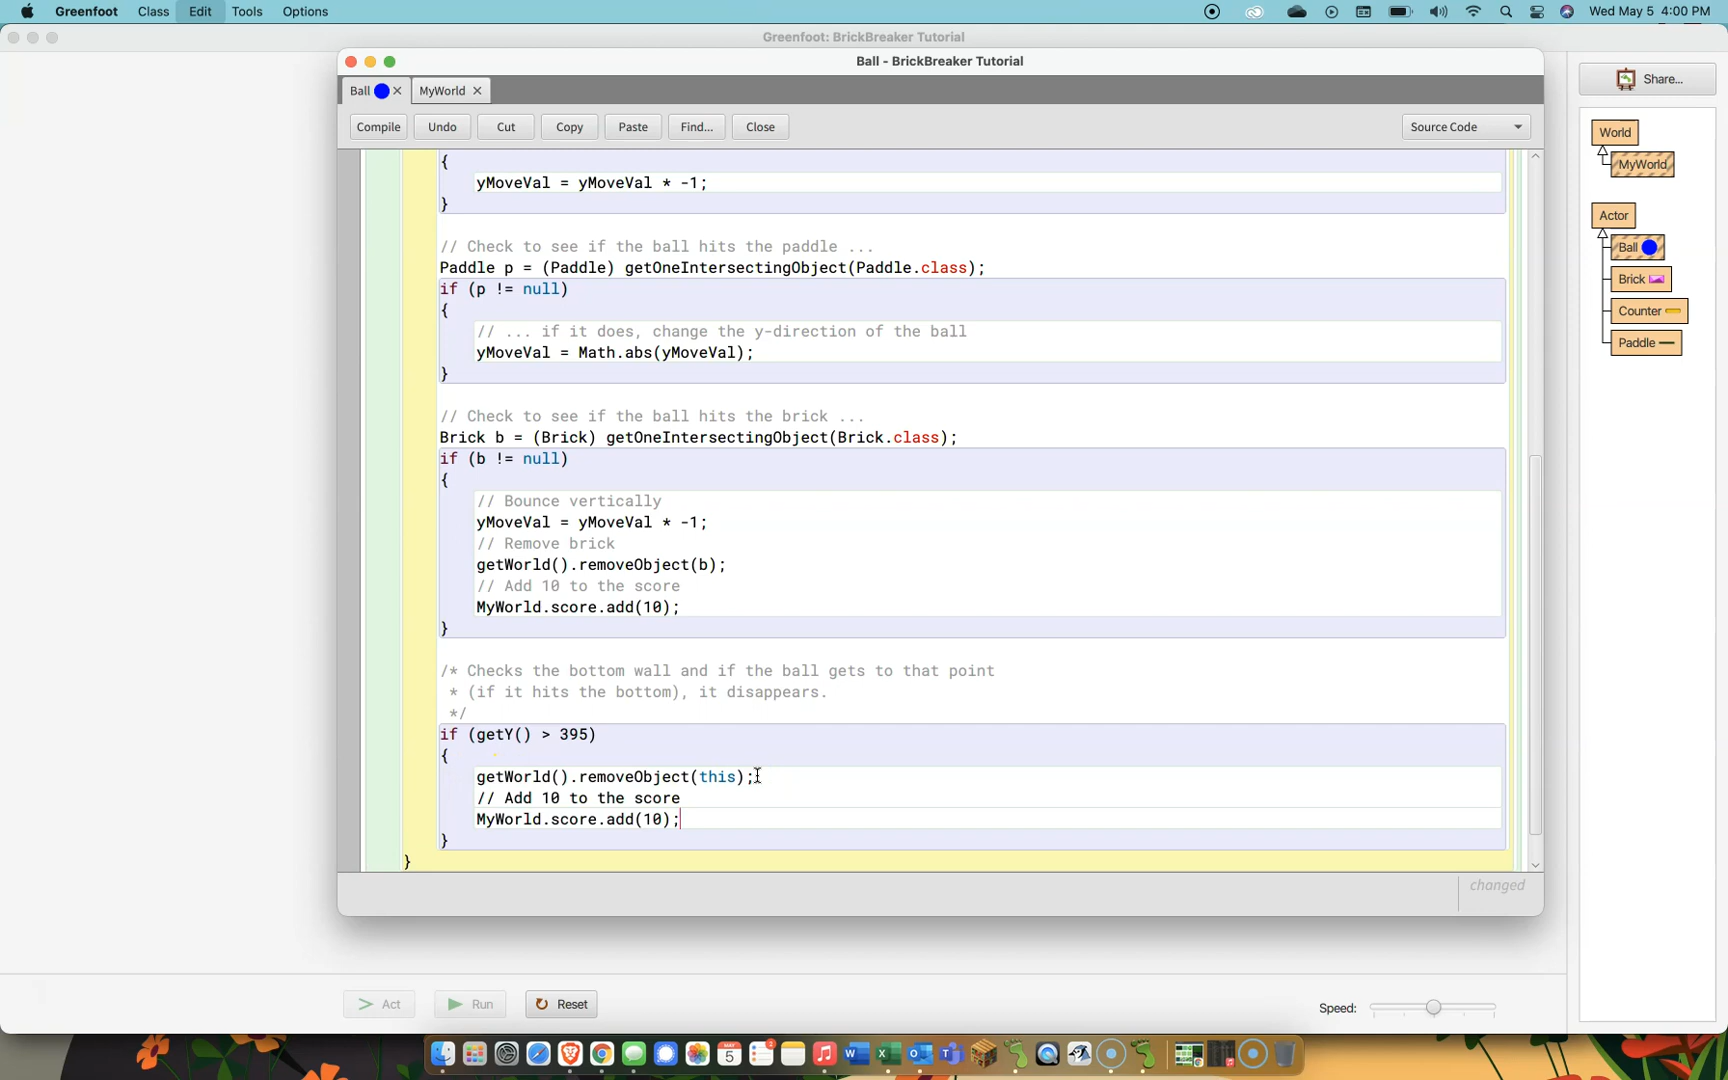 Greenfoot Class Edit Tools Options Wed May 5 4:00 PM
Greenfoot: BrickBreaker Tutorial
Ball - BrickBreaker Tutorial
Ball MyWorld
Compile Undo Cut Copy Paste Find... Close Source Code
{
yMoveVal = yMoveVal * -1;
}
// Check to see if the ball hits the paddle ...
Paddle p = (Paddle) getOneIntersectingObject(Paddle.class);
if (p != null)
{
// ... if it does, change the y-direction of the ball
yMoveVal = Math.abs(yMoveVal);
}
// Check to see if the ball hits the brick ...
Brick b = (Brick) getOneIntersectingObject(Brick.class);
if (b != null)
{
// Bounce vertically
yMoveVal = yMoveVal * -1;
// Remove brick
getWorld().removeObject(b);
// Add 10 to the score
MyWorld.score.add(10);
}
/* Checks the bottom wall and if the ball gets to that point
* (if it hits the bottom), it disappears.
*/
if (getY() > 395)
{
getWorld().removeObject(this);
// Add 10 to the score
MyWorld.score.add(10);
}
}
changed
Share...
World
MyWorld
Actor
Ball
Brick
Counter
Paddle
> Act Run Reset Speed: